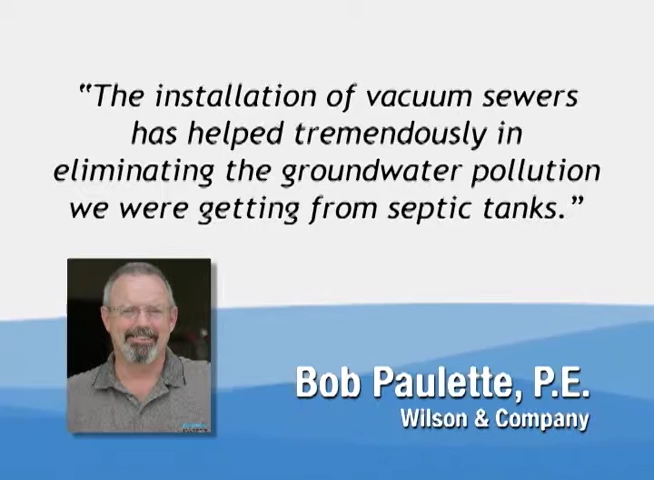 “The installation of vacuum sewers
has helped tremendously in
eliminating the groundwater pollution
we were getting from septic tanks.”
Bob Paulette, P.E.
Wilson & Company